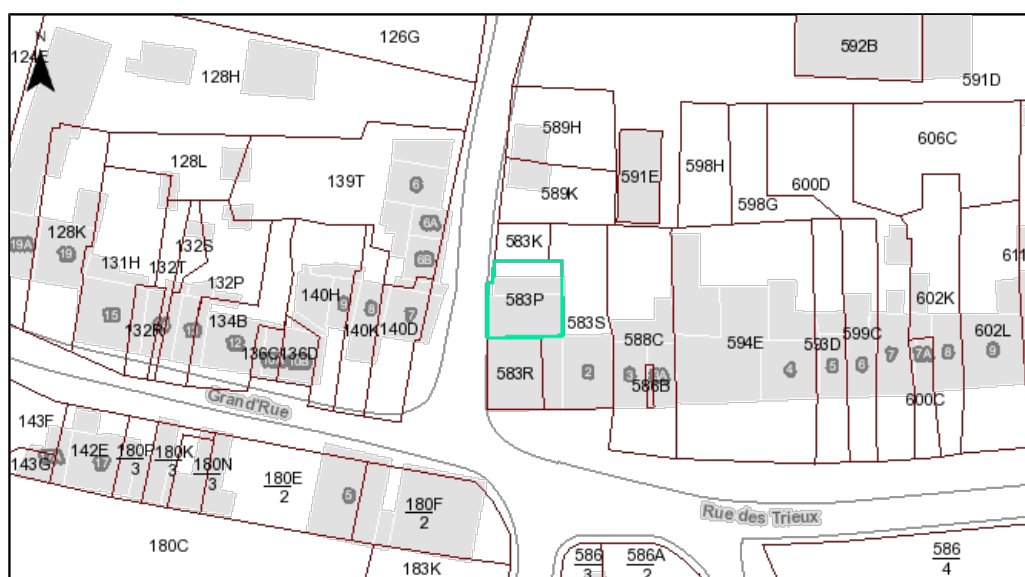 126G
592B
N
124E
128H
591D
589H
606C
128L
598H
591E
139T
6
600D
589K
598G
6A
128K
132S
583K
19A
19
611
131H
132T
6B
132P
140H
583P
602K
9
8
7
15
134B
583S
588C
594E
599C
602L
132R
13
12
140K
140D
593D
7
7A
8
9
136C
136D
10B
583R
2
3
586B
4
5
6
600C
Grand'Rue
143F
142E
180P
3
180K
3
180N
3
143G
17
180E
2
5
180F
2
Rue des Trieux
180C
183K
586
3
586A
2
586
4